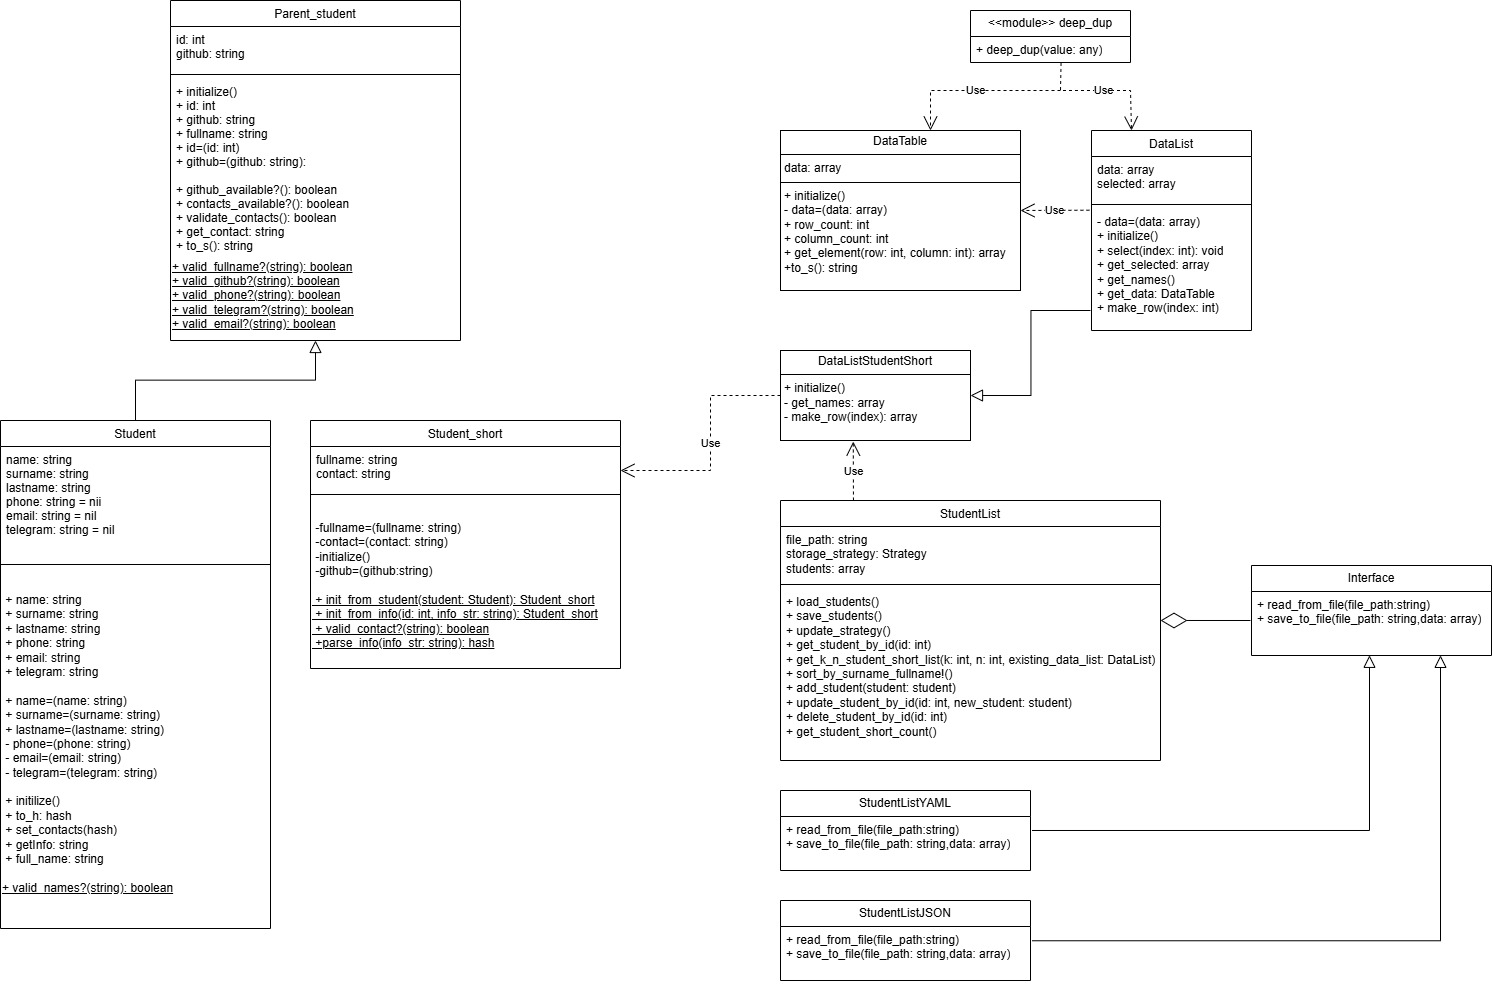 Parent_student
id: int
github: string
+ initialize()
+ id: int
+ github: string
+ fullname: string
+ id=(id: int)
+ github=(github: string):
+ github_available?(): boolean
+ contacts_available?(): boolean
+ validate_contacts(): boolean
+ get_contact: string
+ to_s(): string
+ valid_fullname?(string): boolean
+ valid_github?(string): boolean
+ valid_phone?(string): boolean
+ valid_telegram?(string): boolean
+ valid_email?(string): boolean
Student
name: string
surname: string
lastname: string
phone: string = nii
email: string = nil
telegram: string = nil
+ name: string
+ surname: string
+ lastname: string
+ phone: string
+ email: string
+ telegram: string
+ name=(name: string)
+ surname=(surname: string)
+ lastname=(lastname: string)
- phone=(phone: string)
- email=(email: string)
- telegram=(telegram: string)
+ initilize()
+ to_h: hash
+ set_contacts(hash)
+ getInfo: string
+ full_name: string
+ valid_names?(string): boolean
Student_short
fullname: string
contact: string
-fullname=(fullname: string)
-contact=(contact: string)
-initialize()
-github=(github:string)
+ init_from_student(student: Student): Student_short
+ init_from_info(id: int, info_str: string): Student_short
+ valid_contact?(string): boolean
+parse_info(info_str: string): hash
<<module>> deep_dup
+ deep_dup(value: any)
Use
Use
DataTable
data: array
+ initialize()
- data=(data: array)
+ row_count: int
+ column_count: int
+ get_element(row: int, column: int): array
+to_s(): string
Use
DataList
data: array
selected: array
- data=(data: array)
+ initialize()
+ select(index: int): void
+ get_selected: array
+ get_names()
+ get_data: DataTable
+ make_row(index: int)
DataListStudentShort
+ initialize()
- get_names: array
- make_row(index): array
Use
Use
StudentList
file_path: string
storage_strategy: Strategy
students: array
+ load_students()
+ save_students()
+ update_strategy()
+ get_student_by_id(id: int)
+ get_k_n_student_short_list(k: int, n: int, existing_data_list: DataList)
+ sort_by_surname_fullname!()
+ add_student(student: student)
+ update_student_by_id(id: int, new_student: student)
+ delete_student_by_id(id: int)
+ get_student_short_count()
Interface
+ read_from_file(file_path:string)
+ save_to_file(file_path: string,data: array)
StudentListYAML
+ read_from_file(file_path:string)
+ save_to_file(file_path: string,data: array)
StudentListJSON
+ read_from_file(file_path:string)
+ save_to_file(file_path: string,data: array)